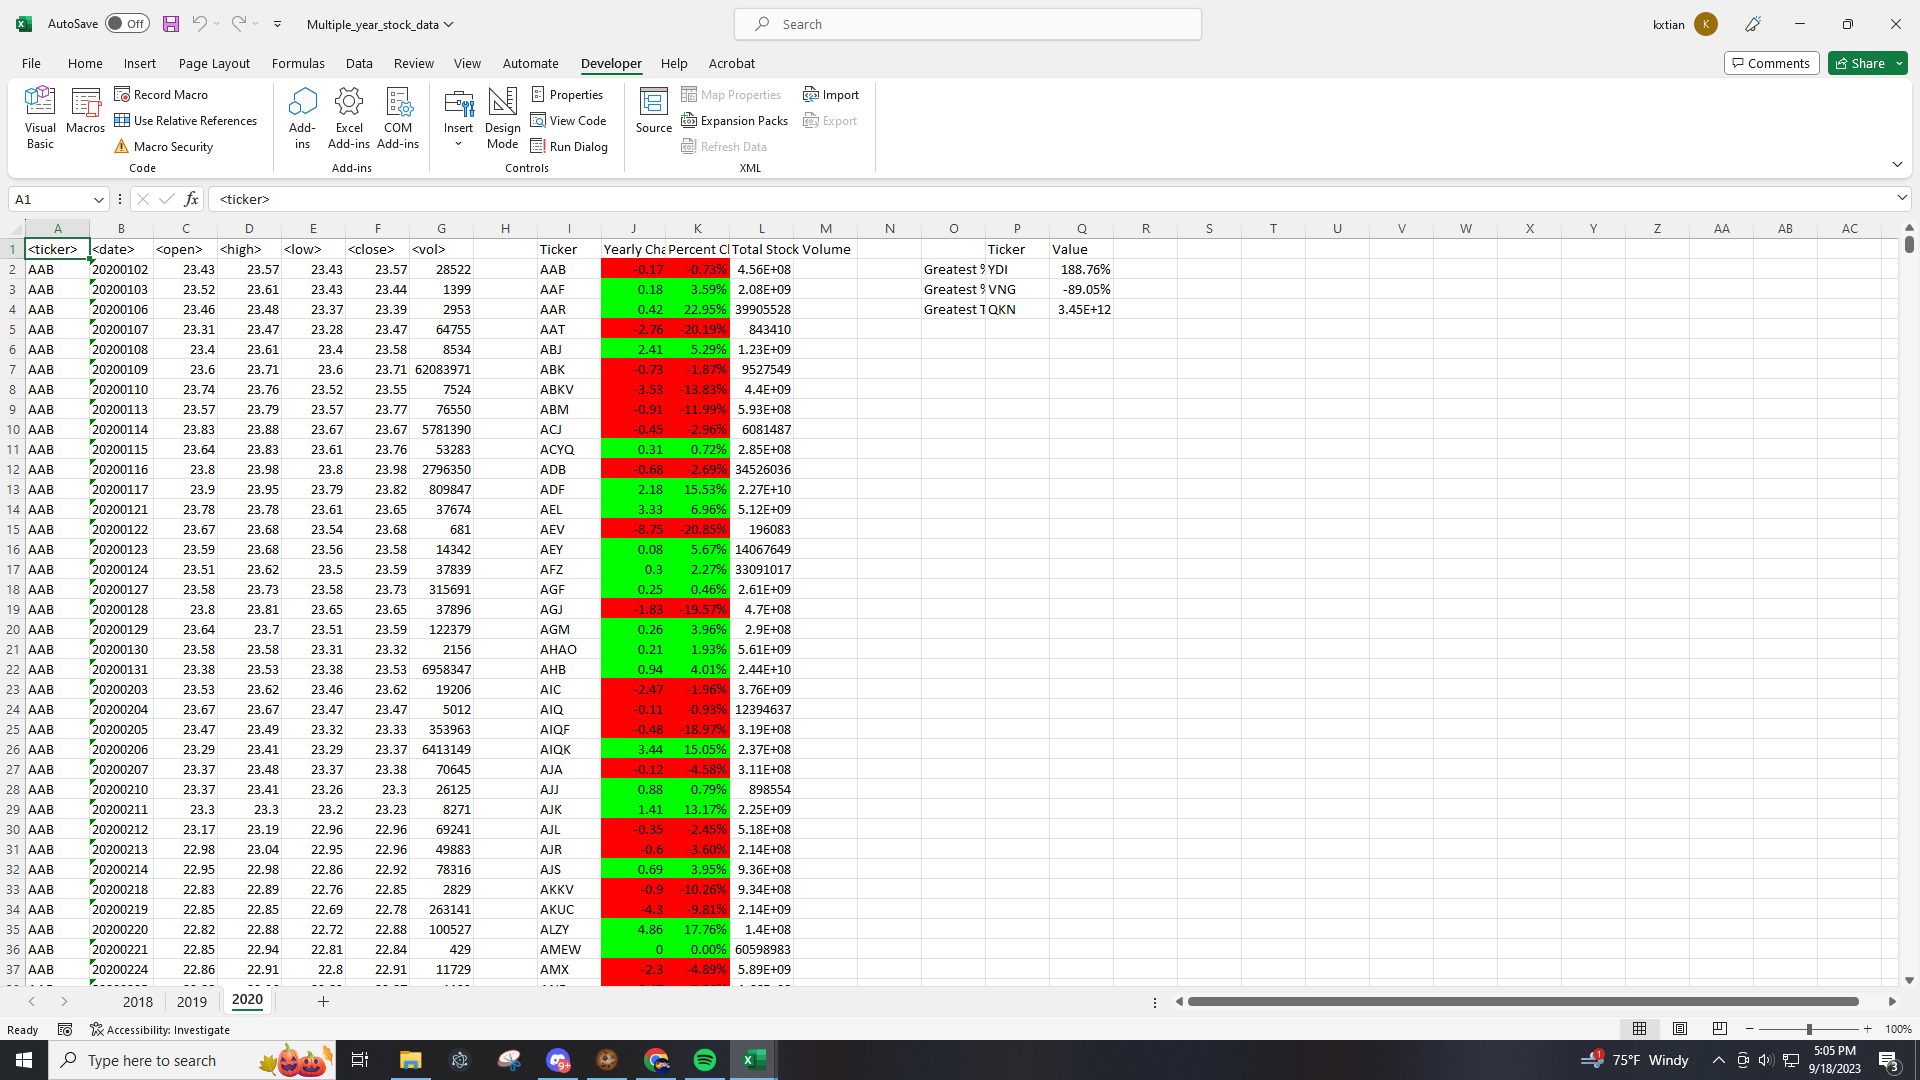 AutoSave Off Multiple_year_stock_data Search kxtian K
File Home Insert Page Layout Formulas Data Review View Automate Developer Help Acrobat Comments Share
Visual Basic Macros Record Macro Use Relative References Macro Security Code
Add-ins Excel Add-ins COM Add-ins Add-ins
Insert Design Mode Properties View Code Run Dialog Controls
Source Map Properties Expansion Packs Refresh Data Import Export XML
A1 fx <ticker>
A B C D E F G H I J K L M N O P Q R S T U V W X Y Z AA AB AC
1 <ticker> <date> <open> <high> <low> <close> <vol> Ticker Yearly Cha Percent Cl Total Stock Volume Ticker Value
2 AAB 20200102 23.43 23.57 23.43 23.57 28522 AAB -0.17 -0.73% 4.56E+08 Greatest % YDI 188.76%
3 AAB 20200103 23.52 23.61 23.43 23.44 1399 AAF 0.18 3.59% 2.08E+09 Greatest % VNG -89.05%
4 AAB 20200106 23.46 23.48 23.37 23.39 2953 AAR 0.42 22.95% 39905528 Greatest T QKN 3.45E+12
5 AAB 20200107 23.31 23.47 23.28 23.47 64755 AAT -2.76 -20.19% 843410
6 AAB 20200108 23.4 23.61 23.4 23.58 8534 ABJ 2.41 5.29% 1.23E+09
7 AAB 20200109 23.6 23.71 23.6 23.71 62083971 ABK -0.73 -1.87% 9527549
8 AAB 20200110 23.74 23.76 23.52 23.55 7524 ABKV -3.53 -13.83% 4.4E+09
9 AAB 20200113 23.57 23.79 23.57 23.77 76550 ABM -0.91 -11.99% 5.93E+08
10 AAB 20200114 23.83 23.88 23.67 23.67 5781390 ACJ -0.45 -2.96% 6081487
11 AAB 20200115 23.64 23.83 23.61 23.76 53283 ACYQ 0.31 0.72% 2.85E+08
12 AAB 20200116 23.8 23.98 23.8 23.98 2796350 ADB -0.68 -2.69% 34526036
13 AAB 20200117 23.9 23.95 23.79 23.82 809847 ADF 2.18 15.53% 2.27E+10
14 AAB 20200121 23.78 23.78 23.61 23.65 37674 AEL 3.33 6.96% 5.12E+09
15 AAB 20200122 23.67 23.68 23.54 23.68 681 AEV -8.75 -20.85% 196083
16 AAB 20200123 23.59 23.68 23.56 23.58 14342 AEY 0.08 5.67% 14067649
17 AAB 20200124 23.51 23.62 23.5 23.59 37839 AFZ 0.3 2.27% 33091017
18 AAB 20200127 23.58 23.73 23.58 23.73 315691 AGF 0.25 0.46% 2.61E+09
19 AAB 20200128 23.8 23.81 23.65 23.65 37896 AGJ -1.83 -19.57% 4.7E+08
20 AAB 20200129 23.64 23.7 23.51 23.59 122379 AGM 0.26 3.96% 2.9E+08
21 AAB 20200130 23.58 23.58 23.31 23.32 2156 AHAO 0.21 1.93% 5.61E+09
22 AAB 20200131 23.38 23.53 23.38 23.53 6958347 AHB 0.94 4.01% 2.44E+10
23 AAB 20200203 23.53 23.62 23.46 23.62 19206 AIC -2.47 -1.96% 3.76E+09
24 AAB 20200204 23.67 23.67 23.47 23.47 5012 AIQ -0.11 -0.93% 12394637
25 AAB 20200205 23.47 23.49 23.32 23.33 353963 AIQF -0.48 -18.97% 3.19E+08
26 AAB 20200206 23.29 23.41 23.29 23.37 6413149 AIQK 3.44 15.05% 2.37E+08
27 AAB 20200207 23.37 23.48 23.37 23.38 70645 AJA -0.12 -4.58% 3.11E+08
28 AAB 20200210 23.37 23.41 23.26 23.3 26125 AJJ 0.88 0.79% 898554
29 AAB 20200211 23.3 23.3 23.2 23.23 8271 AJK 1.41 13.17% 2.25E+09
30 AAB 20200212 23.17 23.19 22.96 22.96 69241 AJL -0.35 -2.45% 5.18E+08
31 AAB 20200213 22.98 23.04 22.95 22.96 49883 AJR -0.6 -3.60% 2.14E+08
32 AAB 20200214 22.95 22.98 22.86 22.92 78316 AJS 0.69 3.95% 9.36E+08
33 AAB 20200218 22.83 22.89 22.76 22.85 2829 AKKV -0.9 -10.26% 9.34E+08
34 AAB 20200219 22.85 22.85 22.69 22.78 263141 AKUC -4.3 -9.81% 2.14E+09
35 AAB 20200220 22.82 22.88 22.72 22.88 100527 ALZY 4.86 17.76% 1.4E+08
36 AAB 20200221 22.85 22.94 22.81 22.84 429 AMEW 0 0.00% 60598983
37 AAB 20200224 22.86 22.91 22.8 22.91 11729 AMX -2.3 -4.89% 5.89E+09
2018 2019 2020
Ready Accessibility: Investigate 100%
Type here to search 9+ 1 75°F Windy 5:05 PM
9/18/2023 3